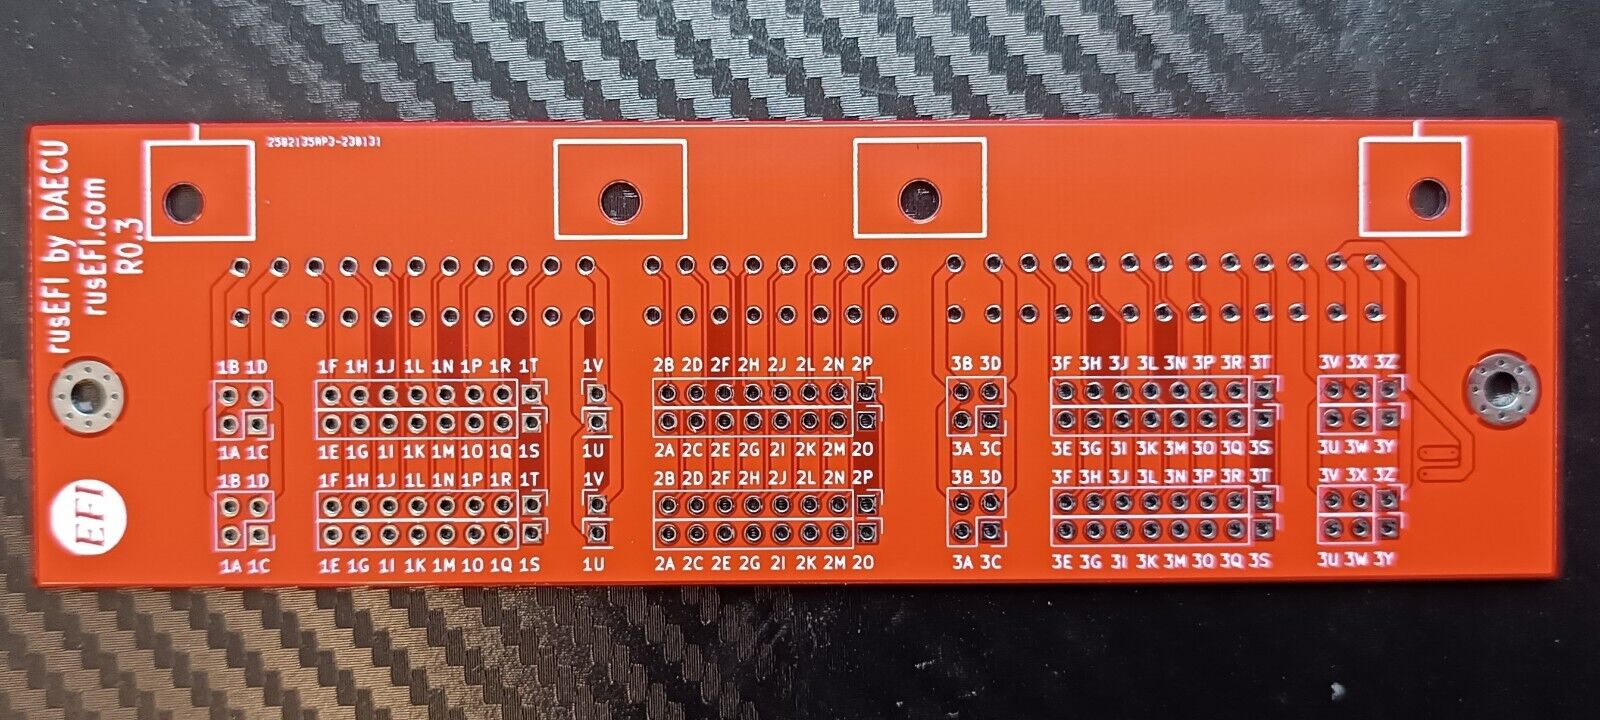 rusEFI by DAECU
rusEFI.com
R0.3
2502135AP3-230131
1B 1D 1F 1H 1J 1L 1N 1P 1R 1T 1V 2B 2D 2F 2H 2J 2L 2N 2P 3B 3D 3F 3H 3J 3L 3N 3P 3R 3T 3V 3X 3Z
1A 1C 1E 1G 1I 1K 1M 1O 1Q 1S 1U 2A 2C 2E 2G 2I 2K 2M 2O 3A 3C 3E 3G 3I 3K 3M 3O 3Q 3S 3U 3W 3Y
1B 1D 1F 1H 1J 1L 1N 1P 1R 1T 1V 2B 2D 2F 2H 2J 2L 2N 2P 3B 3D 3F 3H 3J 3L 3N 3P 3R 3T 3V 3X 3Z
EFI
1A 1C 1E 1G 1I 1K 1M 1O 1Q 1S 1U 2A 2C 2E 2G 2I 2K 2M 2O 3A 3C 3E 3G 3I 3K 3M 3O 3Q 3S 3U 3W 3Y